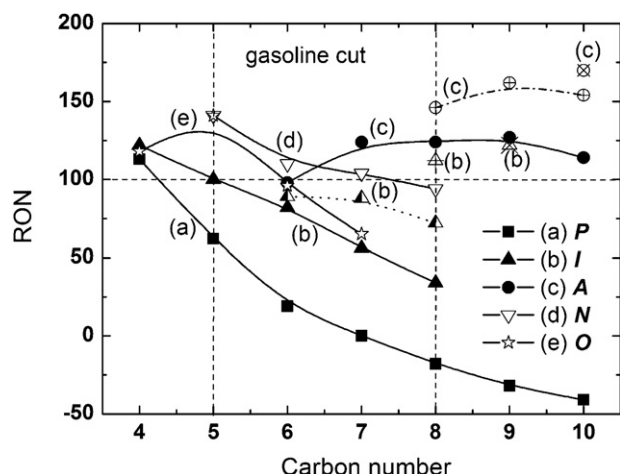 200
150
100
50
0
-50
RON
gasoline cut
(c)
(c)
(e)
(d)
(c)
(b)
(b)
(b)
(a)
(b)
(a) P
(b) I
(c) A
(d) N
(e) O
4 5 6 7 8 9 10
Carbon number